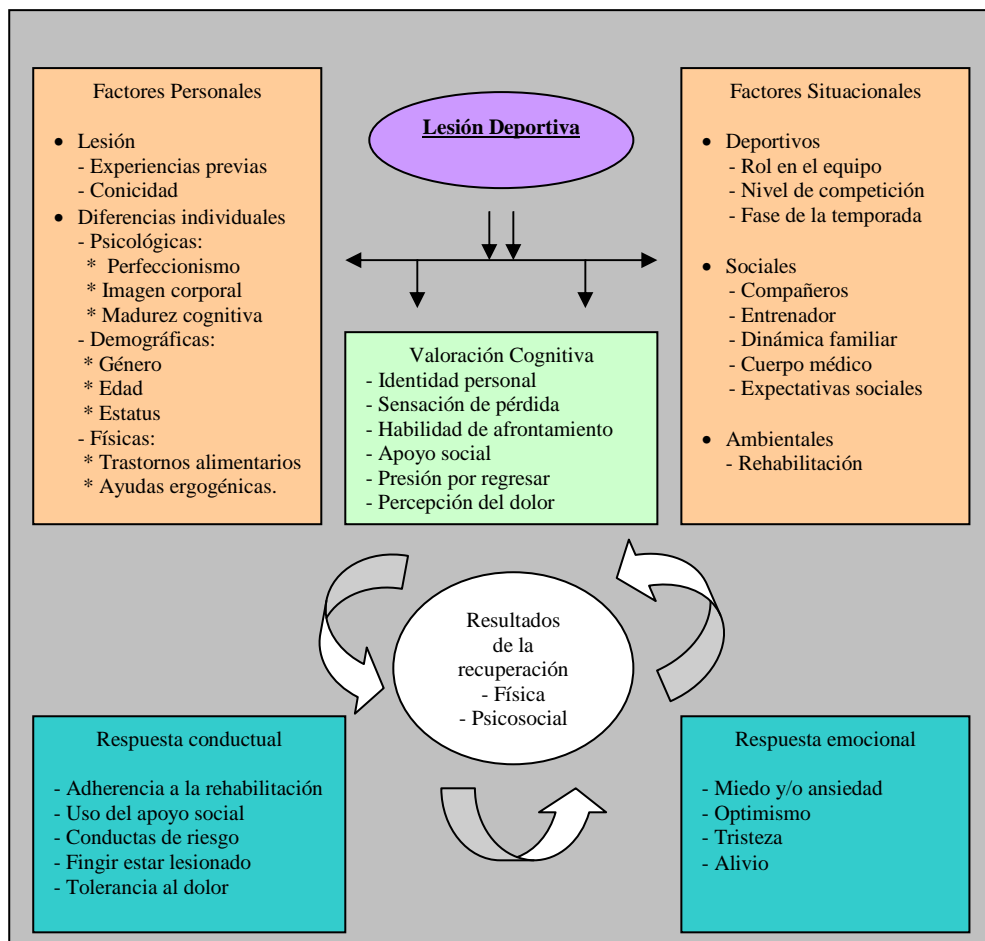 Factores Personales
• Lesión
- Experiencias previas
- Conicidad
• Diferencias individuales
- Psicológicas:
* Perfeccionismo
* Imagen corporal
* Madurez cognitiva
- Demográficas:
* Género
* Edad
* Estatus
- Físicas:
* Trastornos alimentarios
* Ayudas ergogénicas.
Lesión Deportiva
Factores Situacionales
• Deportivos
- Rol en el equipo
- Nivel de competición
- Fase de la temporada
• Sociales
- Compañeros
- Entrenador
- Dinámica familiar
- Cuerpo médico
- Expectativas sociales
• Ambientales
- Rehabilitación
Valoración Cognitiva
- Identidad personal
- Sensación de pérdida
- Habilidad de afrontamiento
- Apoyo social
- Presión por regresar
- Percepción del dolor
Resultados
de la
recuperación
- Física
- Psicosocial
Respuesta conductual
- Adherencia a la rehabilitación
- Uso del apoyo social
- Conductas de riesgo
- Fingir estar lesionado
- Tolerancia al dolor
Respuesta emocional
- Miedo y/o ansiedad
- Optimismo
- Tristeza
- Alivio